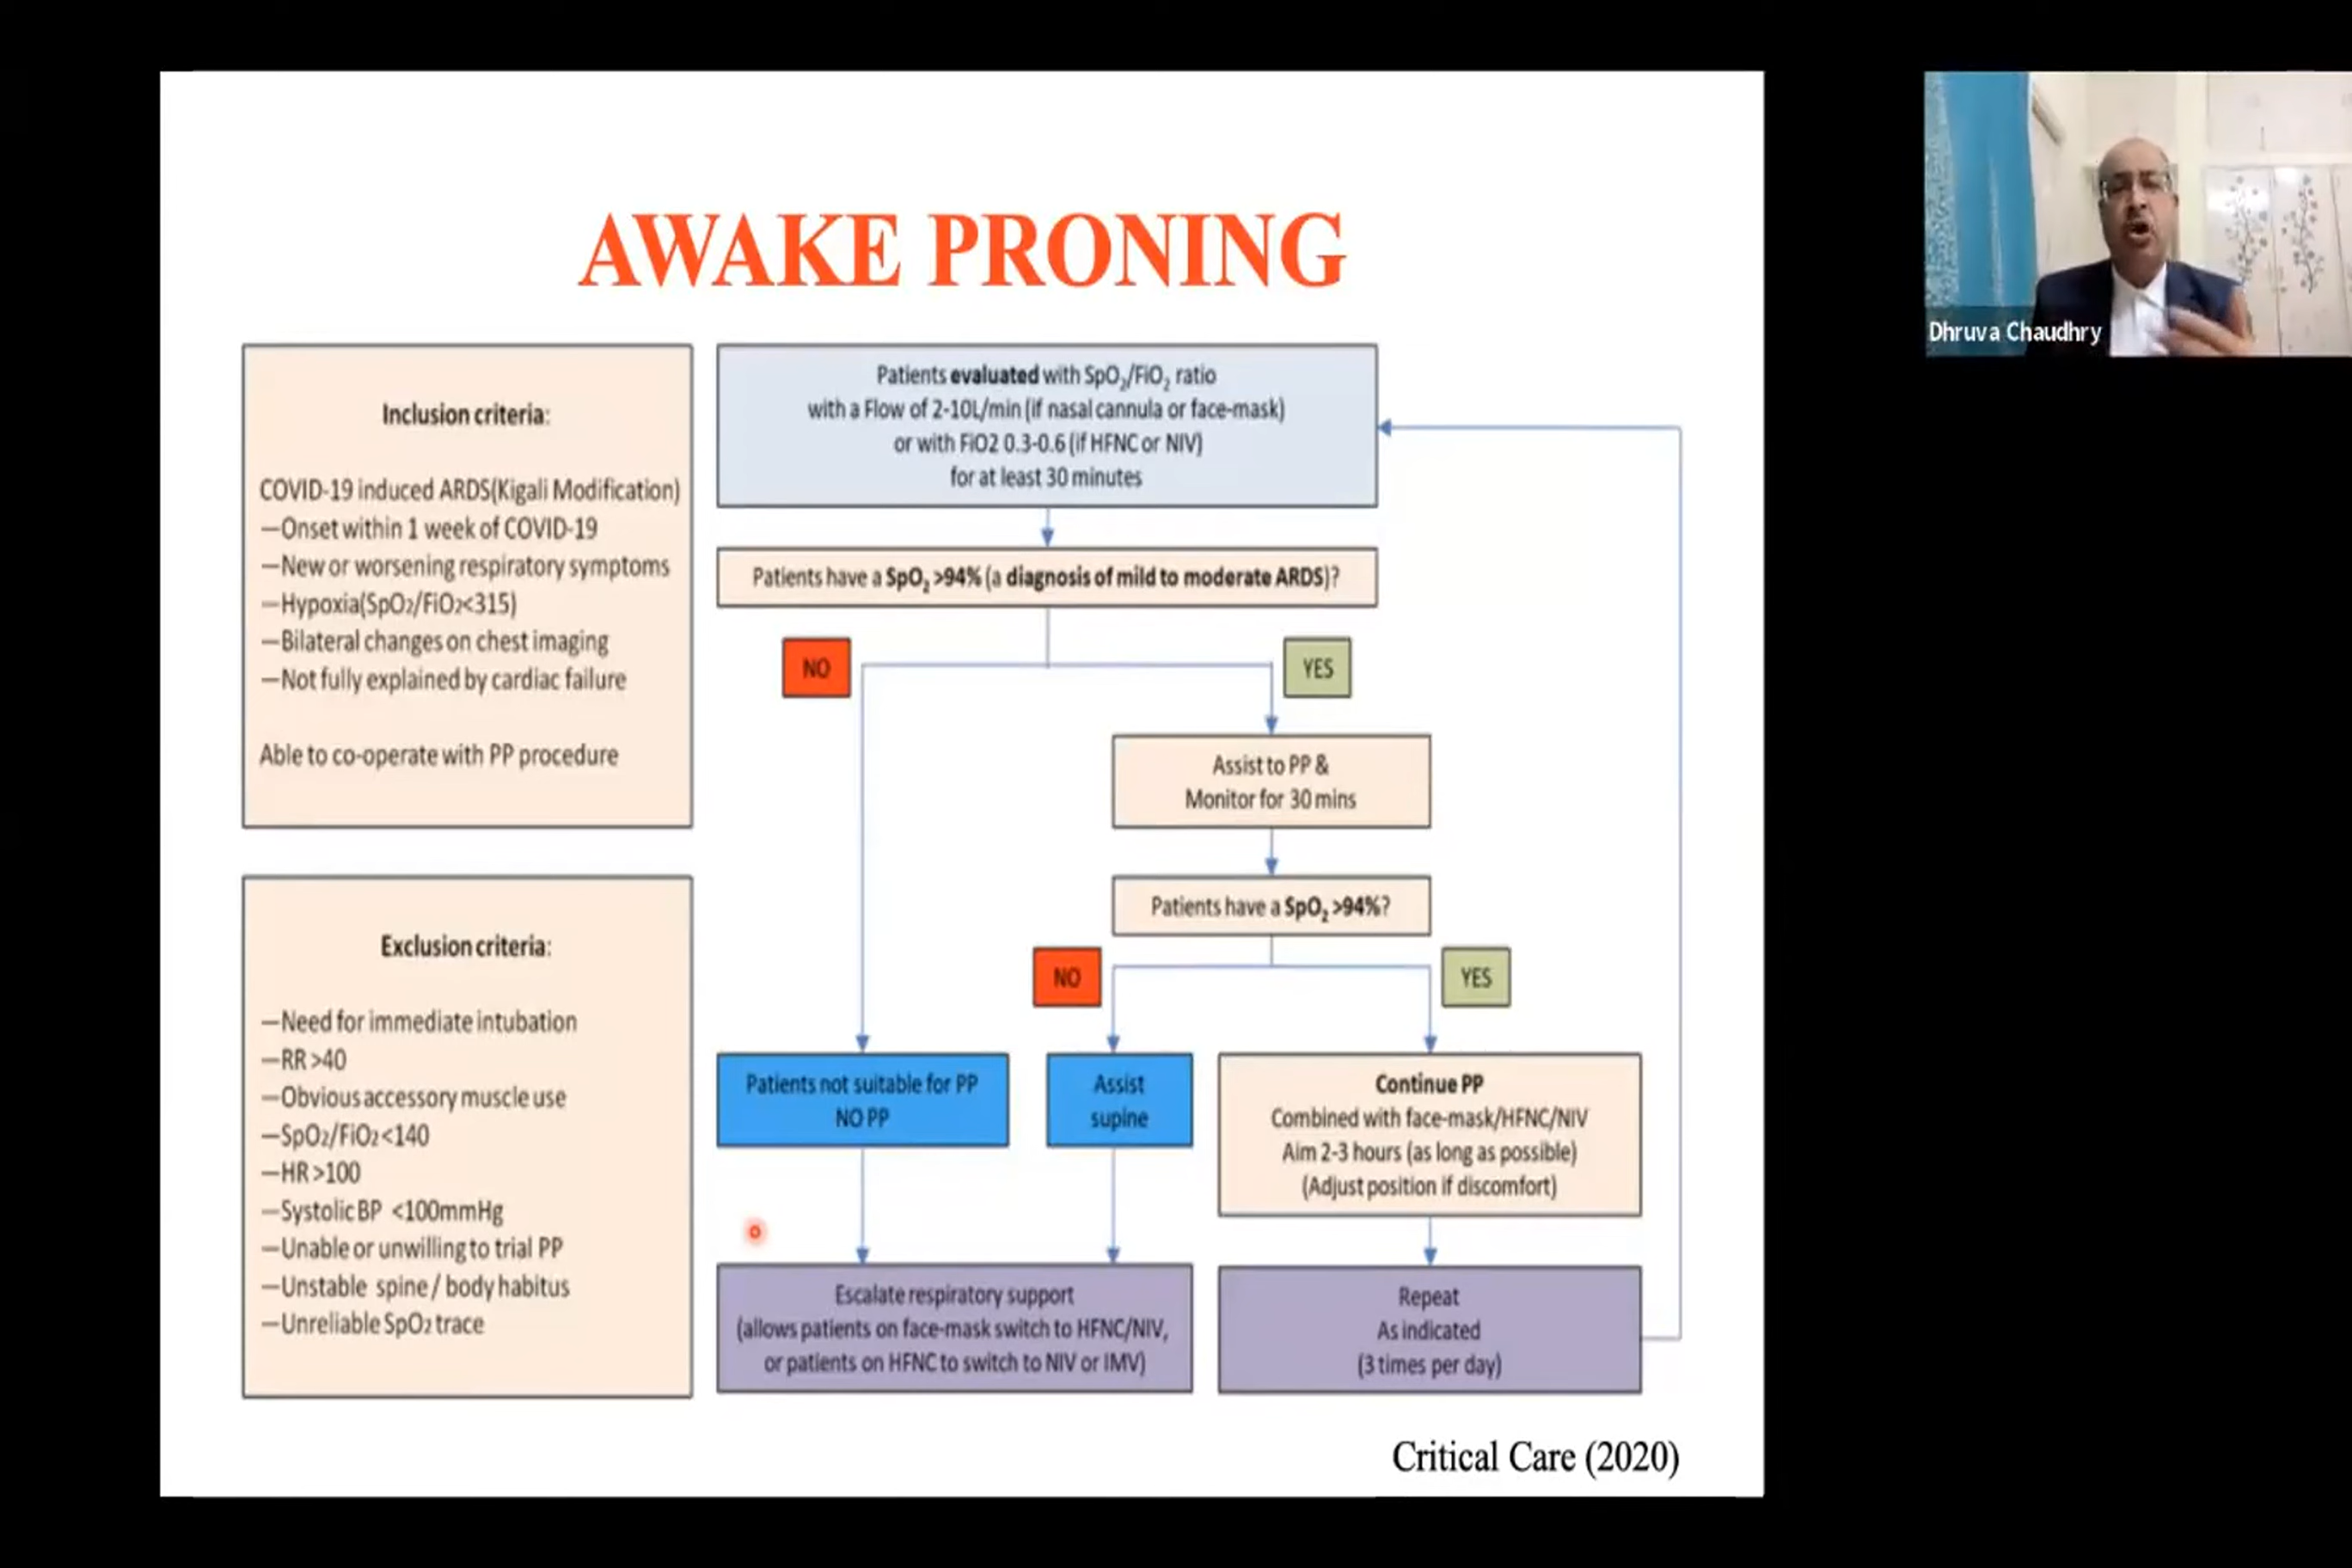 AWAKE PRONING
Inclusion criteria:
COVID-19 induced ARDS(Kigali Modification)
—Onset within 1 week of COVID-19
—New or worsening respiratory symptoms
—Hypoxia(SpO₂/FiO₂<315)
—Bilateral changes on chest imaging
—Not fully explained by cardiac failure
Able to co-operate with PP procedure
Exclusion criteria:
—Need for immediate intubation
—RR >40
—Obvious accessory muscle use
—SpO₂/FiO₂<140
—HR >100
—Systolic BP <100mmHg
—Unable or unwilling to trial PP
—Unstable spine / body habitus
—Unreliable SpO₂ trace
Patients evaluated with SpO₂/FiO₂ ratio
with a Flow of 2-10L/min (if nasal cannula or face-mask)
or with FiO2 0.3-0.6 (if HFNC or NIV)
for at least 30 minutes
Patients have a SpO₂ >94% (a diagnosis of mild to moderate ARDS)?
NO
YES
Assist to PP &
Monitor for 30 mins
Patients have a SpO₂ >94%?
NO
YES
Patients not suitable for PP
NO PP
Assist
supine
Continue PP
Combined with face-mask/HFNC/NIV
Aim 2-3 hours (as long as possible)
(Adjust position if discomfort)
Escalate respiratory support
(allows patients on face-mask switch to HFNC/NIV,
or patients on HFNC to switch to NIV or IMV)
Repeat
As indicated
(3 times per day)
Critical Care (2020)
Dhruva Chaudhry